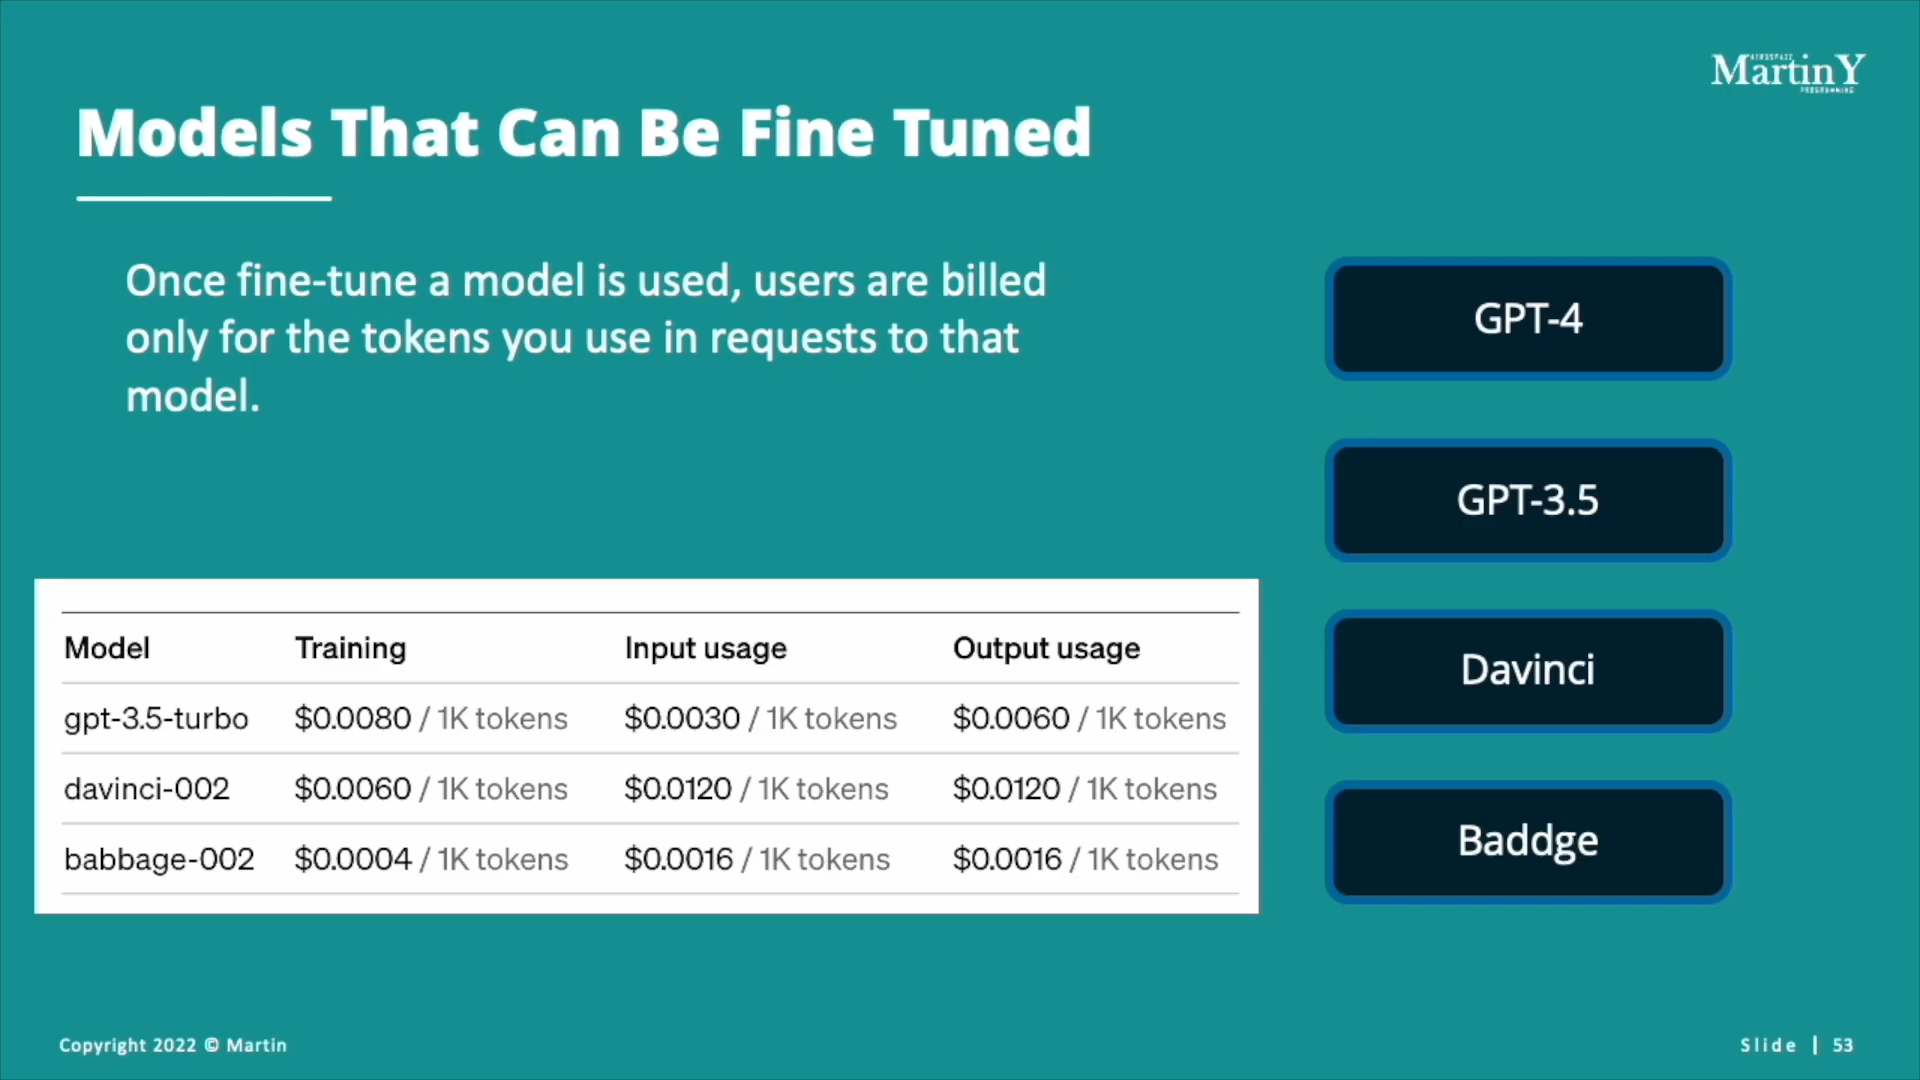 MartinY
PROGRAMMING
Models That Can Be Fine Tuned
Once fine-tune a model is used, users are billed
only for the tokens you use in requests to that
model.
GPT-4
GPT-3.5
Davinci
Baddge
Model Training Input usage Output usage
gpt-3.5-turbo $0.0080 / 1K tokens $0.0030 / 1K tokens $0.0060 / 1K tokens
davinci-002 $0.0060 / 1K tokens $0.0120 / 1K tokens $0.0120 / 1K tokens
babbage-002 $0.0004 / 1K tokens $0.0016 / 1K tokens $0.0016 / 1K tokens
Copyright 2022 © Martin
Slide | 53